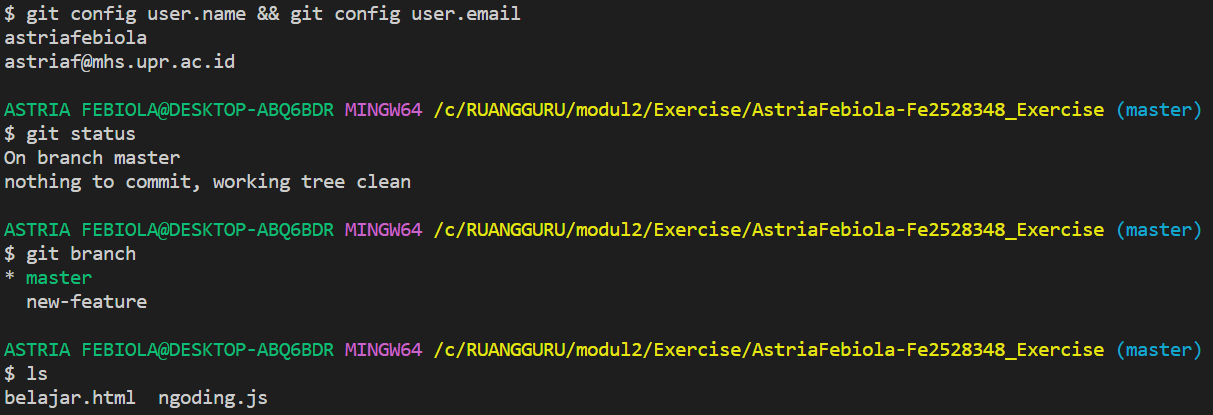 $ git config user.name && git config user.email
astriafebiola
astriaf@mhs.upr.ac.id
ASTRIA FEBIOLA@DESKTOP-ABQ6BDR MINGW64 /c/RUANGGURU/modul2/Exercise/AstriaFebiola-Fe2528348_Exercise (master)
$ git status
On branch master
nothing to commit, working tree clean
ASTRIA FEBIOLA@DESKTOP-ABQ6BDR MINGW64 /c/RUANGGURU/modul2/Exercise/AstriaFebiola-Fe2528348_Exercise (master)
$ git branch
* master
  new-feature
ASTRIA FEBIOLA@DESKTOP-ABQ6BDR MINGW64 /c/RUANGGURU/modul2/Exercise/AstriaFebiola-Fe2528348_Exercise (master)
$ ls
belajar.html  ngoding.js